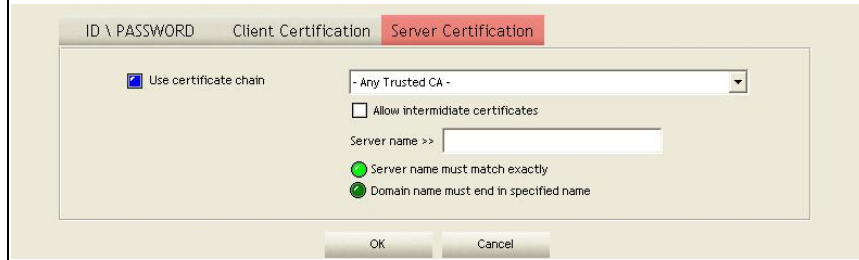 ID \ PASSWORD Client Certification Server Certification
Use certificate chain - Any Trusted CA -
Allow intermidiate certificates
Server name >>
Server name must match exactly
Domain name must end in specified name
OK Cancel